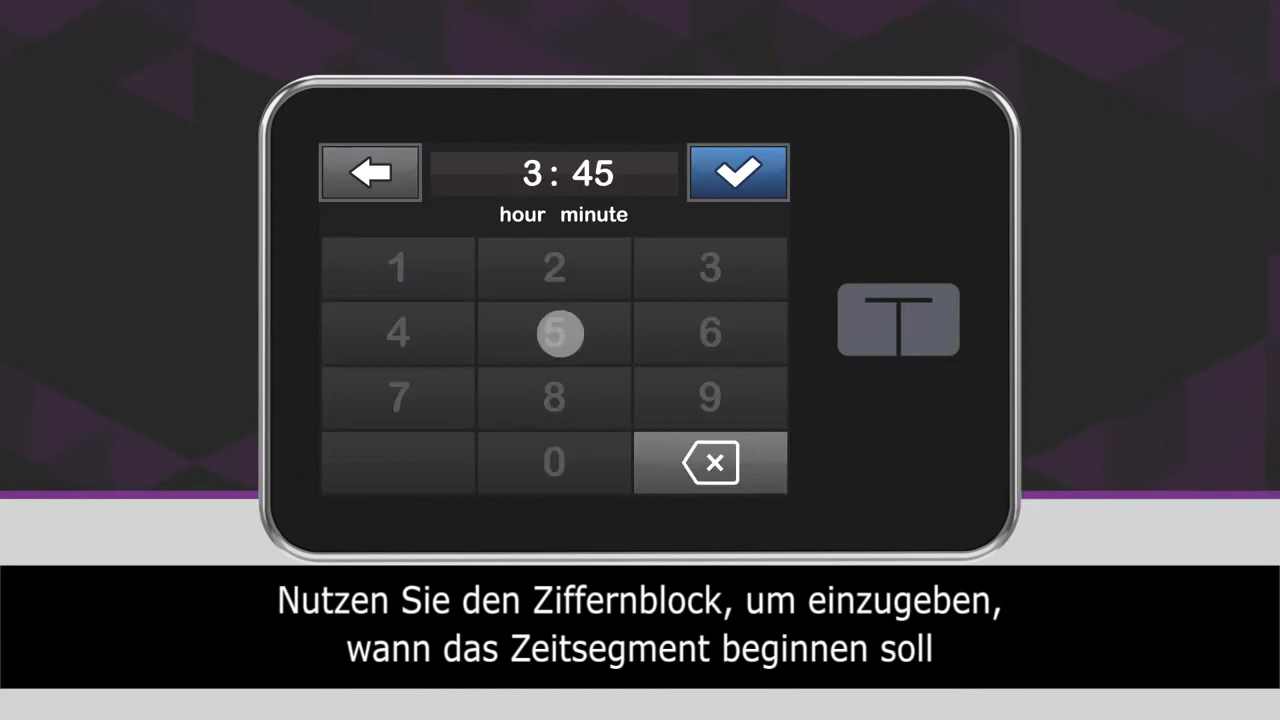 3: 45
hour minute
1 2 3
4 5 6
7 8 9
0
Nutzen Sie den Ziffernblock, um einzugeben,
wann das Zeitsegment beginnen soll